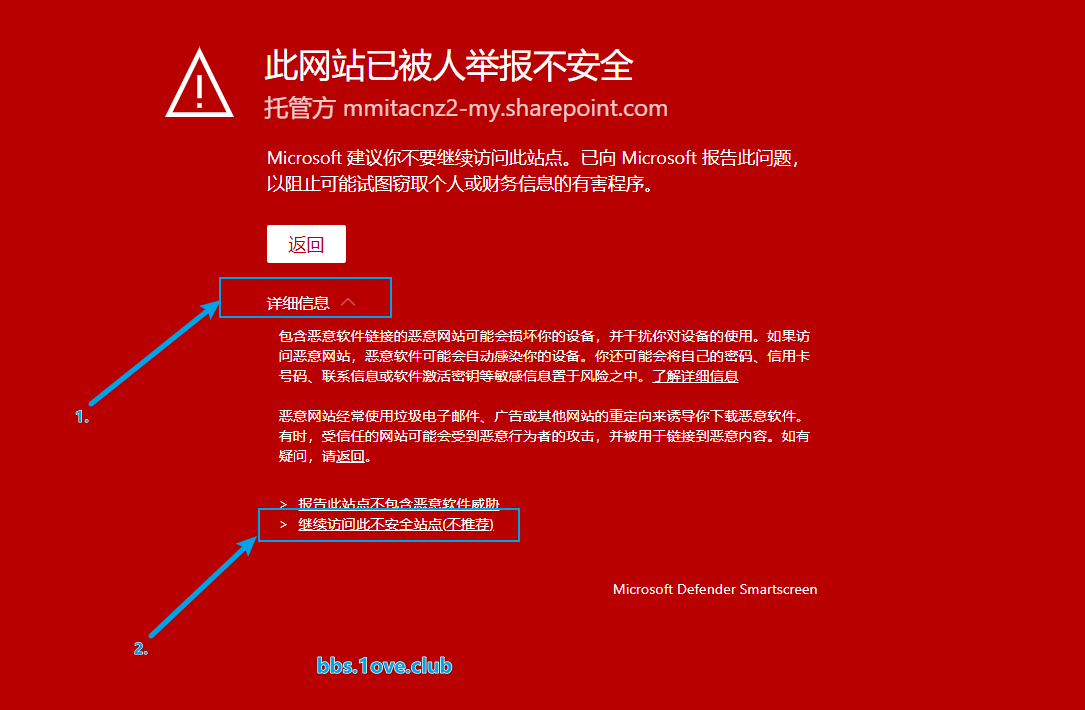 此网站已被人举报不安全
托管方 mmitacnz2-my.sharepoint.com
Microsoft 建议你不要继续访问此站点。已向 Microsoft 报告此问题，
以阻止可能试图窃取个人或财务信息的有害程序。
返回
详细信息
包含恶意软件链接的恶意网站可能会损坏你的设备，并干扰你对设备的使用。如果访
问恶意网站，恶意软件可能会自动感染你的设备。你还可能会将自己的密码、信用卡
号码、联系信息或软件激活密钥等敏感信息置于风险之中。了解详细信息
恶意网站经常使用垃圾电子邮件、广告或其他网站的重定向来诱导你下载恶意软件。
有时，受信任的网站可能会受到恶意行为者的攻击，并被用于链接到恶意内容。如有
疑问，请返回。
1.
> 报告此站点不包含恶意软件威胁
> 继续访问此不安全站点(不推荐)
Microsoft Defender Smartscreen
2.
bbs.1ove.club